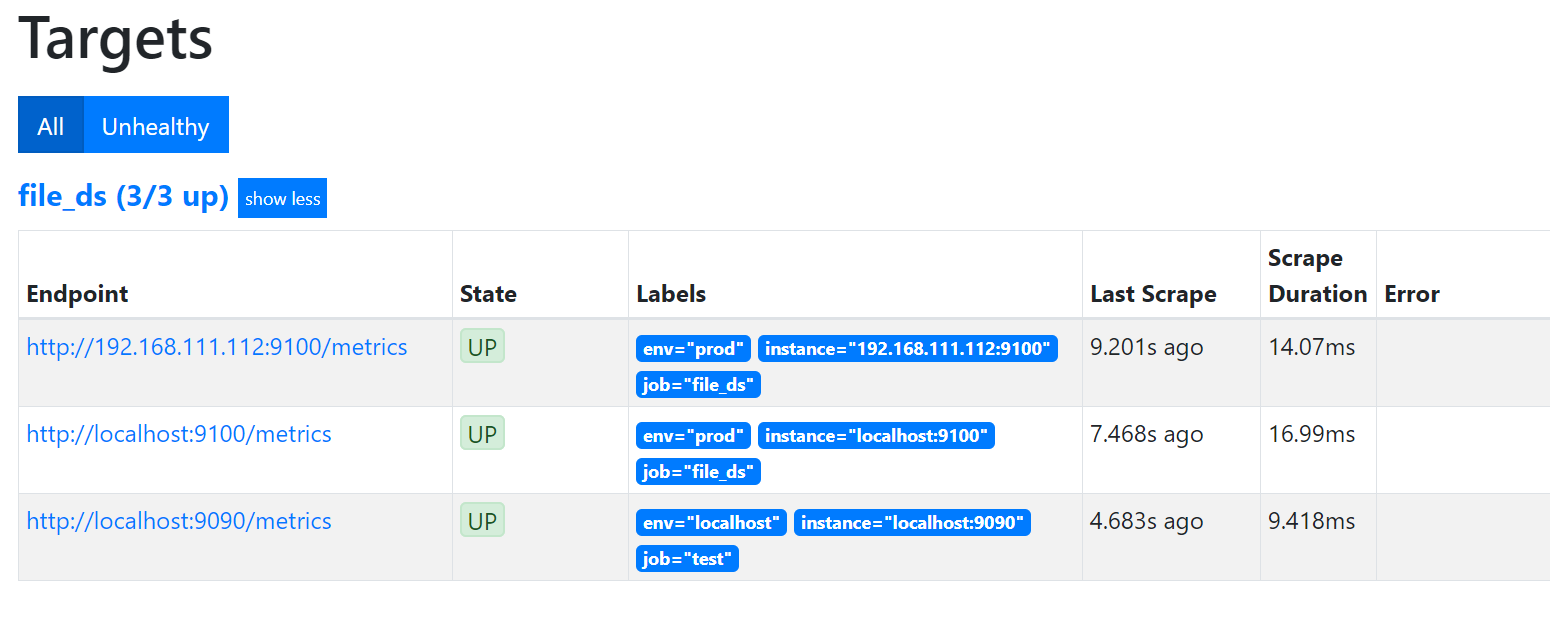 Targets
All Unhealthy
file_ds (3/3 up) show less
Endpoint State Labels Last Scrape Scrape Duration Error
http://192.168.111.112:9100/metrics UP env="prod" instance="192.168.111.112:9100" 9.201s ago 14.07ms
job="file_ds"
http://localhost:9100/metrics UP env="prod" instance="localhost:9100" 7.468s ago 16.99ms
job="file_ds"
http://localhost:9090/metrics UP env="localhost" instance="localhost:9090" 4.683s ago 9.418ms
job="test"